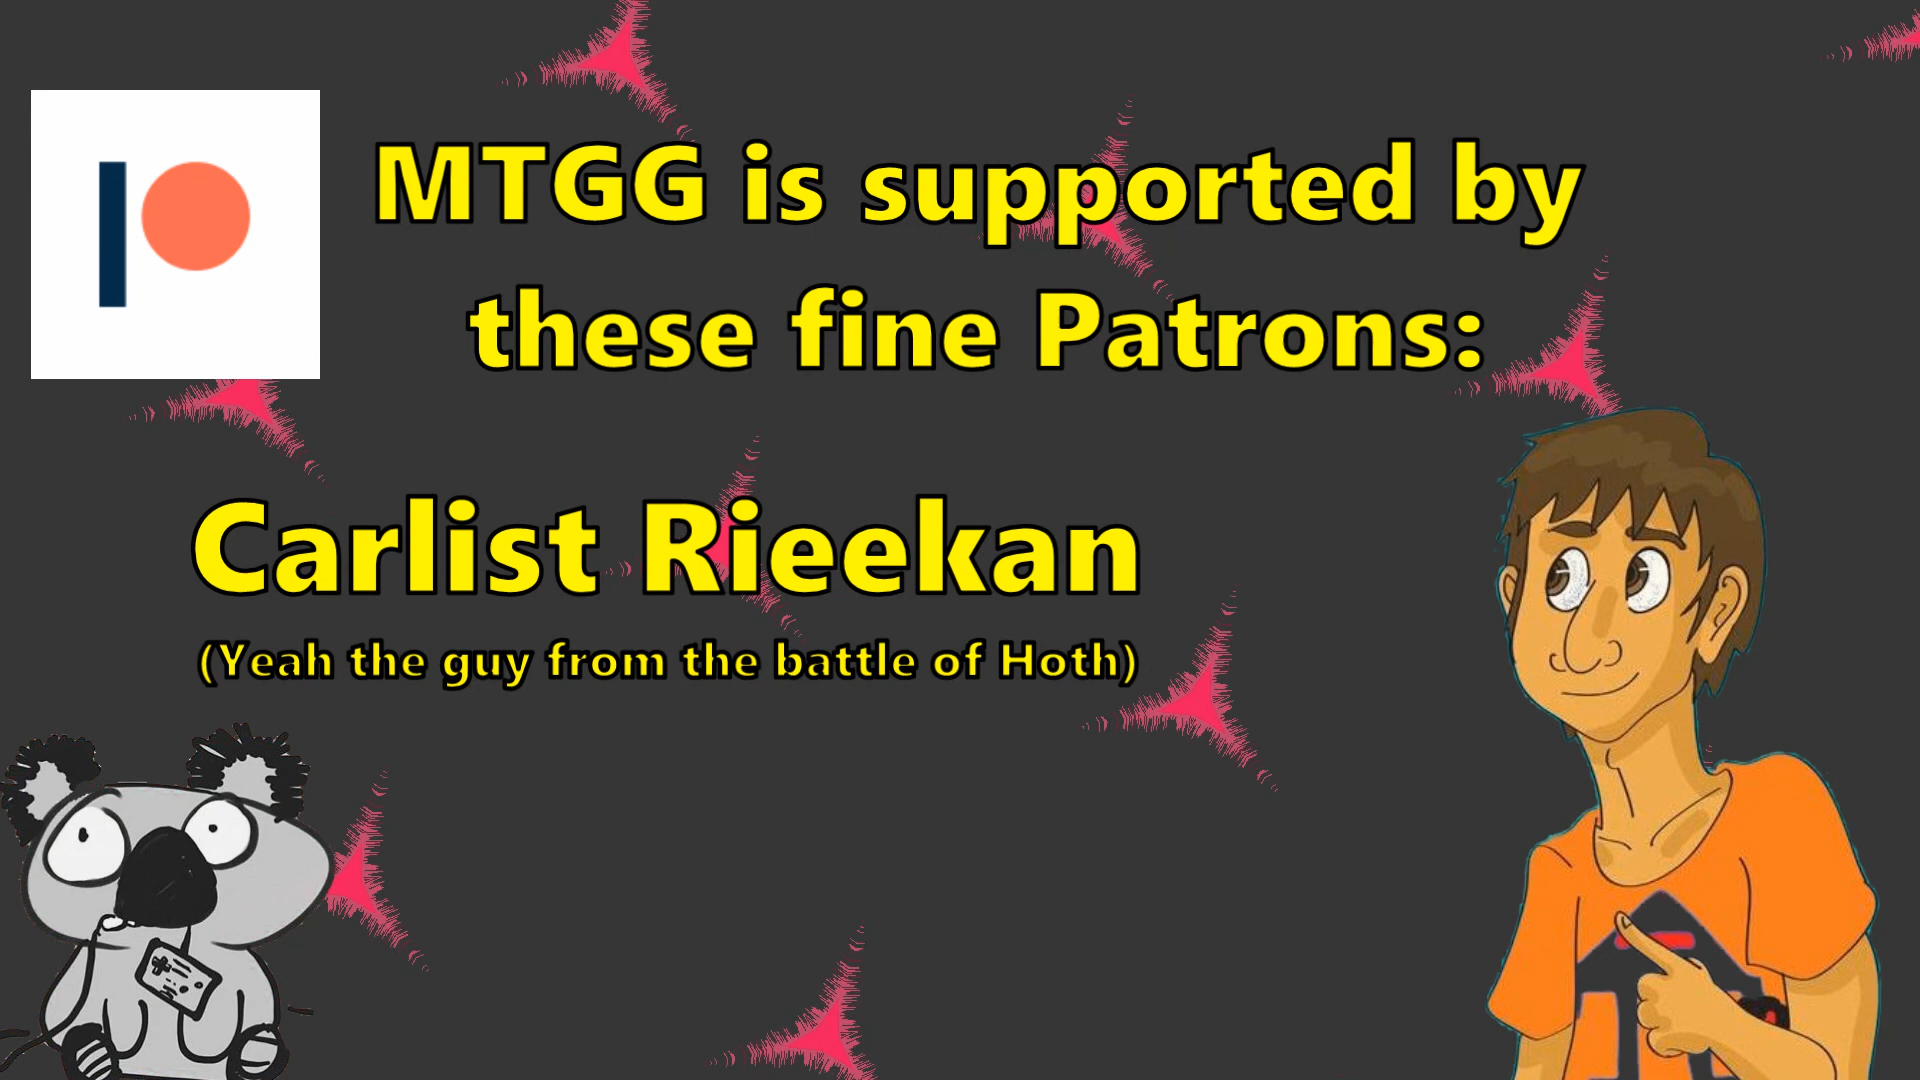 MTGG is supported by
these fine Patrons:
Carlist Rieekan
(Yeah the guy from the battle of Hoth)